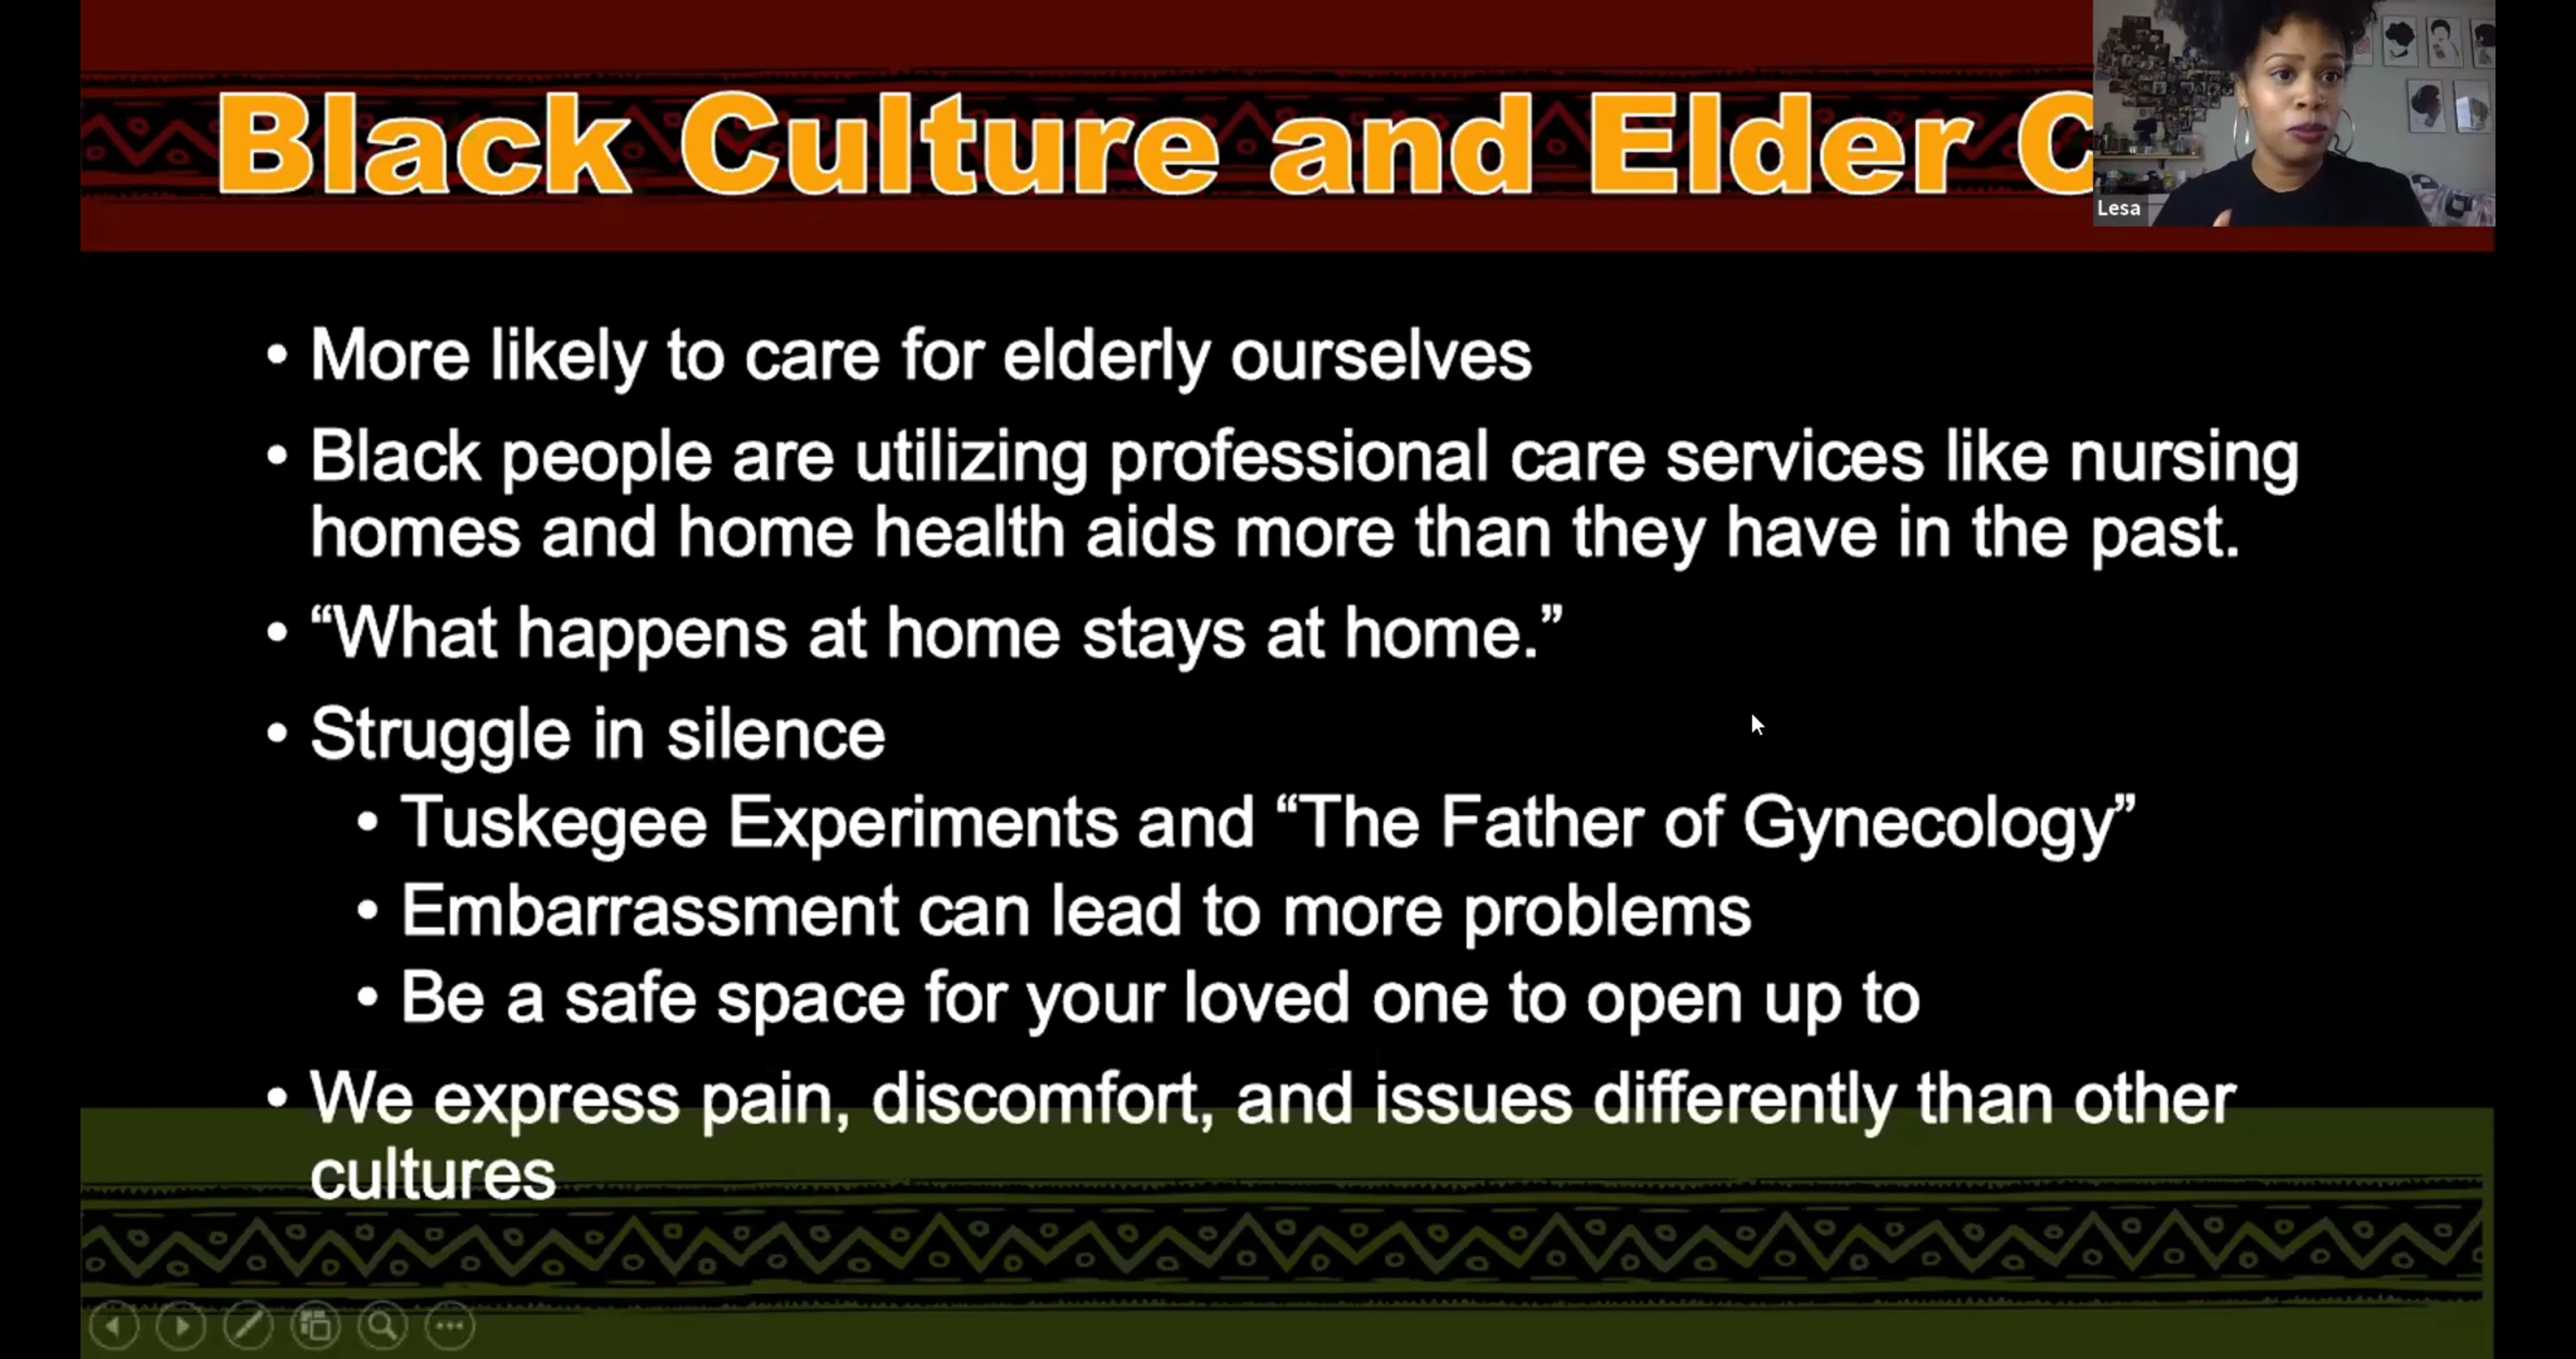 Black Culture and Elder C
Lesa
• More likely to care for elderly ourselves
• Black people are utilizing professional care services like nursing
homes and home health aids more than they have in the past.
• “What happens at home stays at home.”
• Struggle in silence
• Tuskegee Experiments and “The Father of Gynecology”
• Embarrassment can lead to more problems
• Be a safe space for your loved one to open up to
• We express pain, discomfort, and issues differently than other
cultures